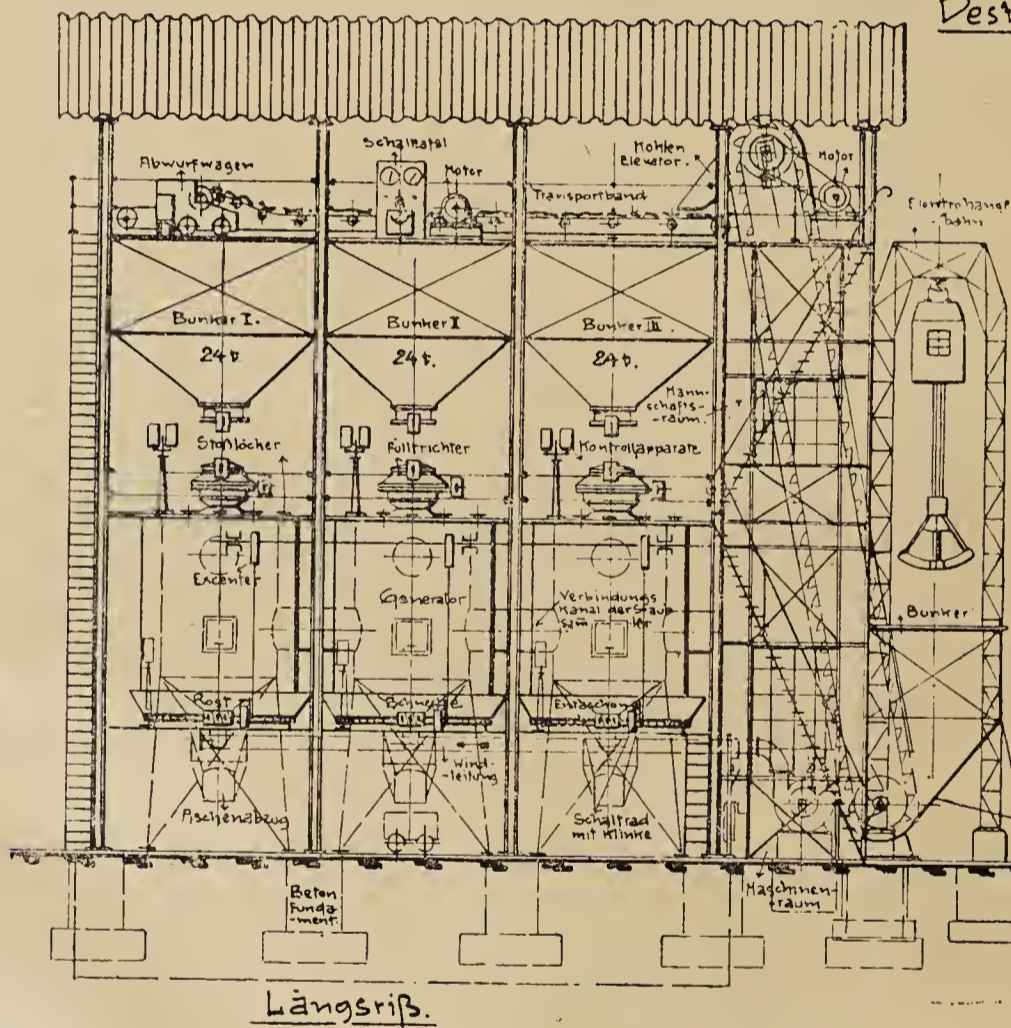 Abwurfwagen
Schalttafel
Motor
Kohlen
Elevator.
Motor
Transportband
Elektrohänge
-bahn
Bunker I.
Bunker II
Bunker III.
24 t.
24 t.
24 t.
Mann-
schafts-
raum.
Stoßlöcher
Fülltrichter
Kontrollapparate
Excenter
Generator
Verbindungs
Kanal der Staub
sammler
Bunker
Rost
Entaschung
Wind-
-leitung
Aschenabzug
Schaltrad
mit Klinke
Beton
Funda-
-ment.
Maschinen-
-raum
Längsriß.